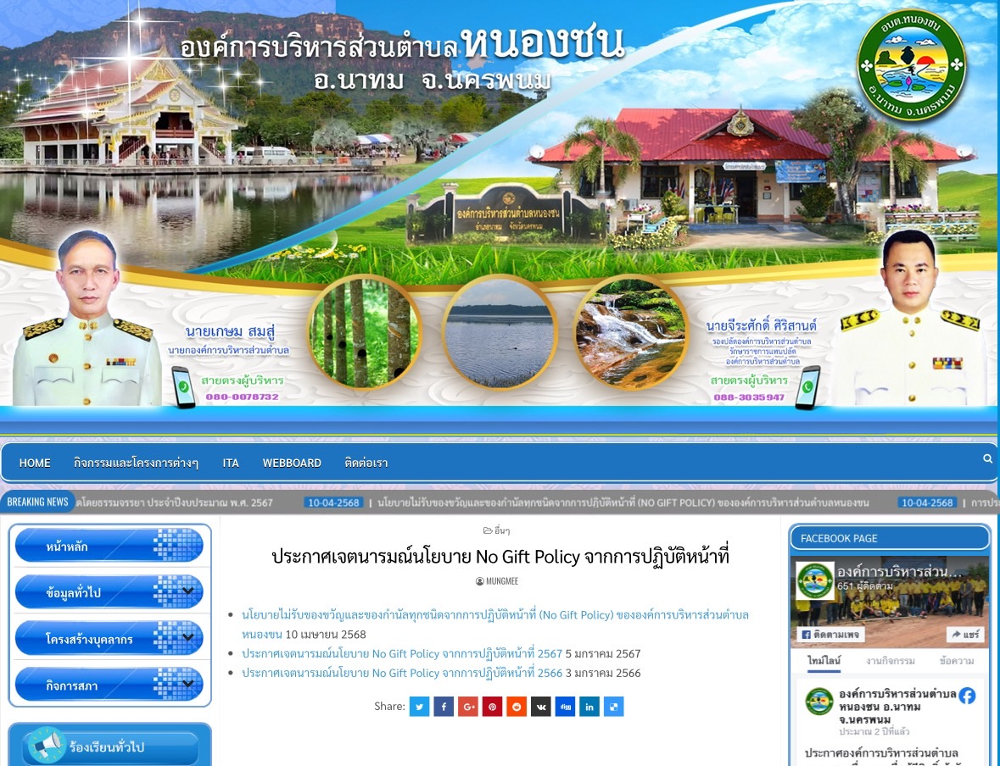 องค์การบริหารส่วนตำบลหนองซน
อ.นาทม จ.นครพนม
อบต.หนองซน
อ.นาทม จ.นครพนม
องค์การบริหารส่วนตำบลหนองซน
อำเภอนาทม จังหวัดนครพนม
นายเกษม สมสู่
นายกองค์การบริหารส่วนตำบล
สายตรงผู้บริหาร
080-0078732
นายจีระศักดิ์ ศิริสานต์
รองปลัดองค์การบริหารส่วนตำบล
รักษาราชการแทนปลัด
องค์การบริหารส่วนตำบล
สายตรงผู้บริหาร
088-3035947
HOME กิจกรรมและโครงการต่างๆ ITA WEBBOARD ติดต่อเรา
BREAKING NEWS ดโดยธรรมจรรยา ประจำปีงบประมาณ พ.ศ. 2567 10-04-2568 | นโยบายไม่รับของขวัญและของกำนัลทุกชนิดจากการปฏิบัติหน้าที่ (NO GIFT POLICY) ขององค์การบริหารส่วนตำบลหนองซน 10-04-2568 | การประ
หน้าหลัก
ข้อมูลทั่วไป
โครงสร้างบุคลากร
กิจการสภา
ร้องเรียนทั่วไป
อื่นๆ
ประกาศเจตนารมณ์นโยบาย No Gift Policy จากการปฏิบัติหน้าที่
MUNGMEE
นโยบายไม่รับของขวัญและของกำนัลทุกชนิดจากการปฏิบัติหน้าที่ (No Gift Policy) ขององค์การบริหารส่วนตำบล
หนองซน 10 เมษายน 2568
ประกาศเจตนารมณ์นโยบาย No Gift Policy จากการปฏิบัติหน้าที่ 2567 5 มกราคม 2567
ประกาศเจตนารมณ์นโยบาย No Gift Policy จากการปฏิบัติหน้าที่ 2566 3 มกราคม 2566
Share:
digg
FACEBOOK PAGE
องค์การบริหารส่วน...
651 ผู้ติดตาม
ติดตามเพจ แชร์
ไทม์ไลน์ งานกิจกรรม ข้อความ
องค์การบริหารส่วนตำบล
หนองซน อ.นาทม
จ.นครพนม
ประมาณ 2 ปีที่แล้ว
ประกาศองค์การบริหารส่วนตำบล